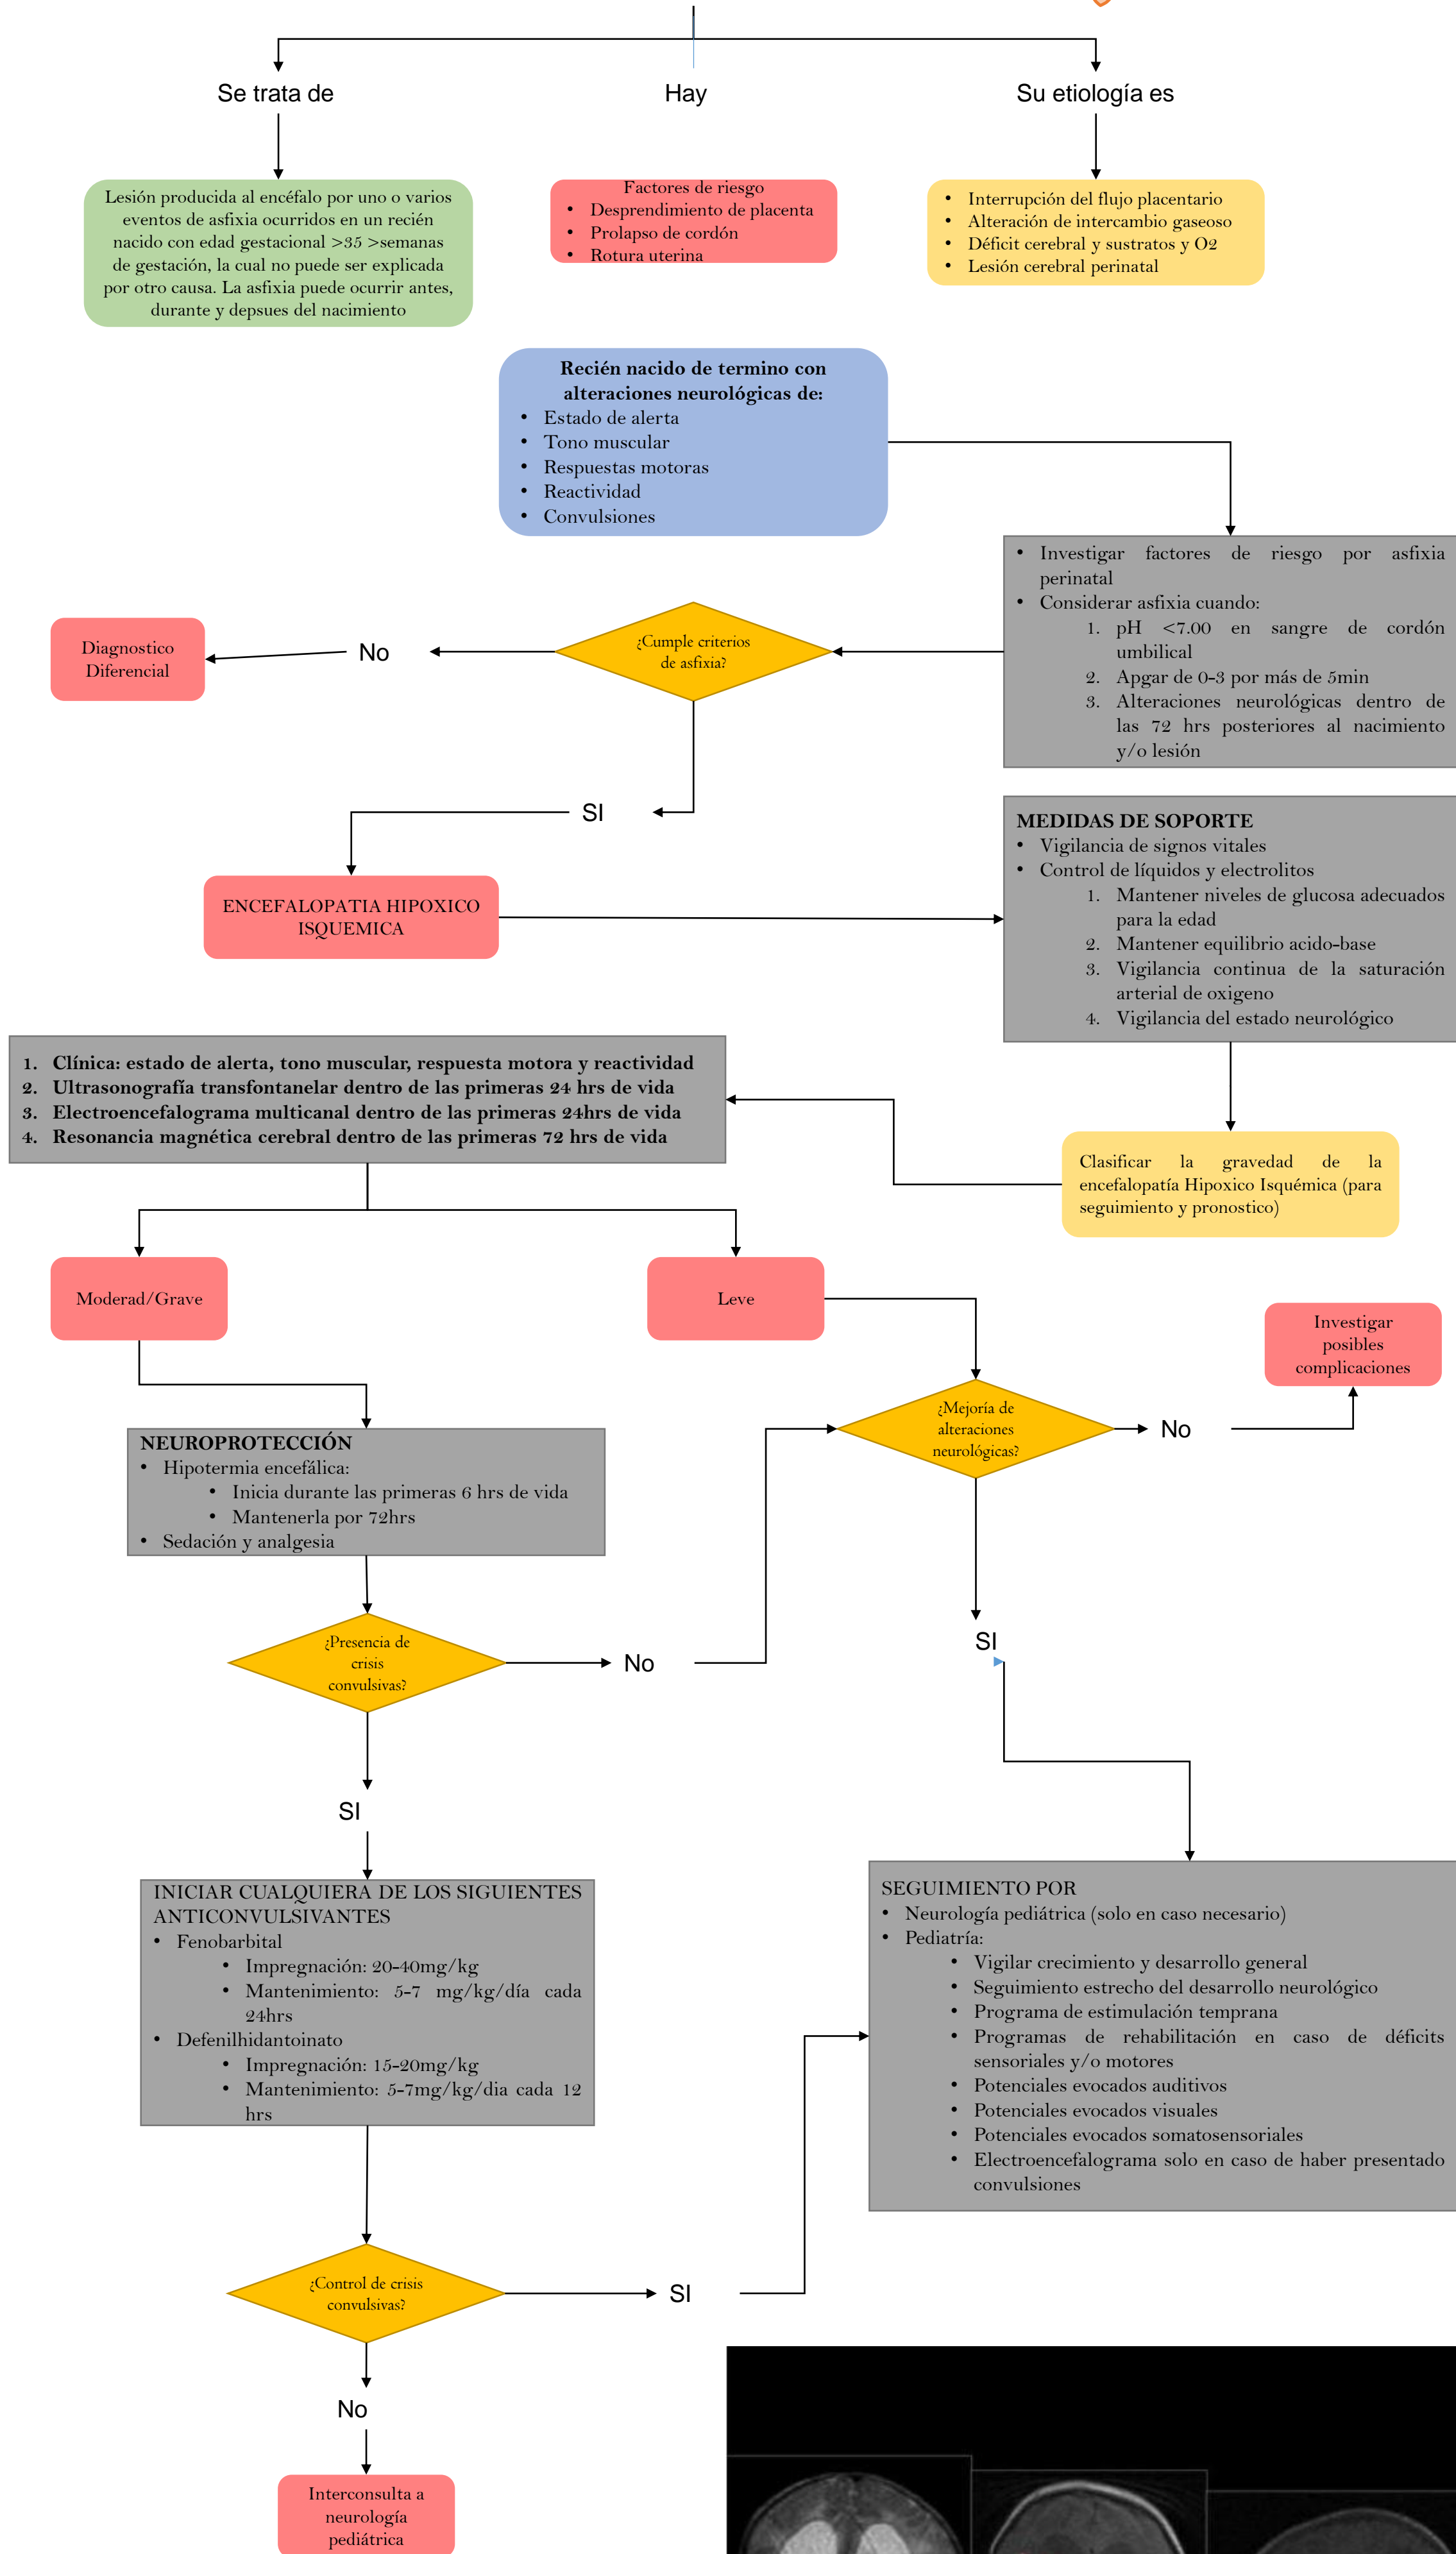 Se trata de
Hay
Su etiología es
Lesión producida al encéfalo por uno o varios
eventos de asfixia ocurridos en un recién
nacido con edad gestacional >35 >semanas
de gestación, la cual no puede ser explicada
por otro causa. La asfixia puede ocurrir antes,
durante y depsues del nacimiento
Factores de riesgo
• Desprendimiento de placenta
• Prolapso de cordón
• Rotura uterina
• Interrupción del flujo placentario
• Alteración de intercambio gaseoso
• Déficit cerebral y sustratos y O2
• Lesión cerebral perinatal
Recién nacido de termino con
alteraciones neurológicas de:
• Estado de alerta
• Tono muscular
• Respuestas motoras
• Reactividad
• Convulsiones
• Investigar factores de riesgo por asfixia
perinatal
• Considerar asfixia cuando:
1. pH <7.00 en sangre de cordón
umbilical
2. Apgar de 0-3 por más de 5min
3. Alteraciones neurológicas dentro de
las 72 hrs posteriores al nacimiento
y/o lesión
¿Cumple criterios
de asfixia?
No
Diagnostico
Diferencial
SI
ENCEFALOPATIA HIPOXICO
ISQUEMICA
MEDIDAS DE SOPORTE
• Vigilancia de signos vitales
• Control de líquidos y electrolitos
1. Mantener niveles de glucosa adecuados
para la edad
2. Mantener equilibrio acido-base
3. Vigilancia continua de la saturación
arterial de oxigeno
4. Vigilancia del estado neurológico
Clasificar la gravedad de la
encefalopatía Hipoxico Isquémica (para
seguimiento y pronostico)
1. Clínica: estado de alerta, tono muscular, respuesta motora y reactividad
2. Ultrasonografía transfontanelar dentro de las primeras 24 hrs de vida
3. Electroencefalograma multicanal dentro de las primeras 24hrs de vida
4. Resonancia magnética cerebral dentro de las primeras 72 hrs de vida
Moderad/Grave
Leve
Investigar
posibles
complicaciones
¿Mejoría de
alteraciones
neurológicas?
No
NEUROPROTECCIÓN
• Hipotermia encefálica:
• Inicia durante las primeras 6 hrs de vida
• Mantenerla por 72hrs
• Sedación y analgesia
¿Presencia de
crisis
convulsivas?
No
SI
SI
INICIAR CUALQUIERA DE LOS SIGUIENTES
ANTICONVULSIVANTES
• Fenobarbital
• Impregnación: 20-40mg/kg
• Mantenimiento: 5-7 mg/kg/día cada
24hrs
• Defenilhidantoinato
• Impregnación: 15-20mg/kg
• Mantenimiento: 5-7mg/kg/dia cada 12
hrs
SEGUIMIENTO POR
• Neurología pediátrica (solo en caso necesario)
• Pediatría:
• Vigilar crecimiento y desarrollo general
• Seguimiento estrecho del desarrollo neurológico
• Programa de estimulación temprana
• Programas de rehabilitación en caso de déficits
sensoriales y/o motores
• Potenciales evocados auditivos
• Potenciales evocados visuales
• Potenciales evocados somatosensoriales
• Electroencefalograma solo en caso de haber presentado
convulsiones
¿Control de crisis
convulsivas?
SI
No
Interconsulta a
neurología
pediátrica